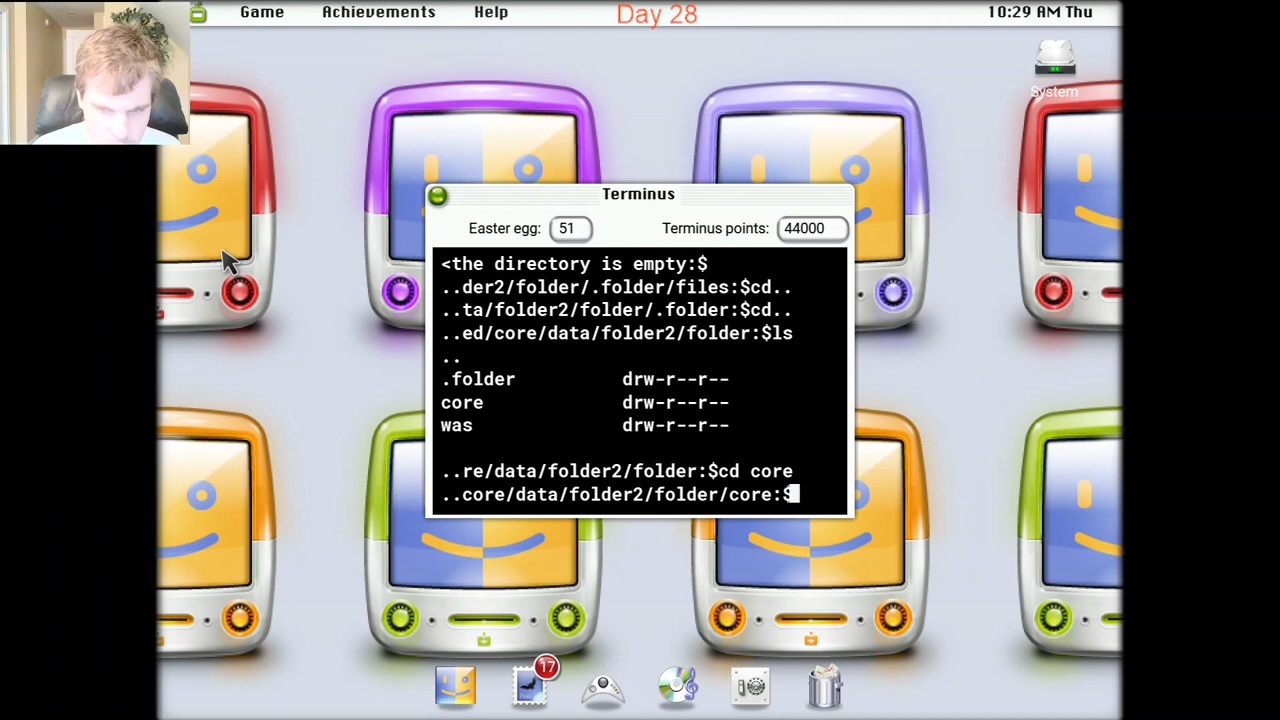 Game Achievements Help Day 28 10:29 AM Thu
System
Terminus
Easter egg: 51 Terminus points: 44000
<the directory is empty:$
..der2/folder/.folder/files:$cd..
..ta/folder2/folder/.folder:$cd..
..ed/core/data/folder2/folder:$ls
..
.folder drw-r--r--
core drw-r--r--
was drw-r--r--
..re/data/folder2/folder:$cd core
..core/data/folder2/folder/core:$
17